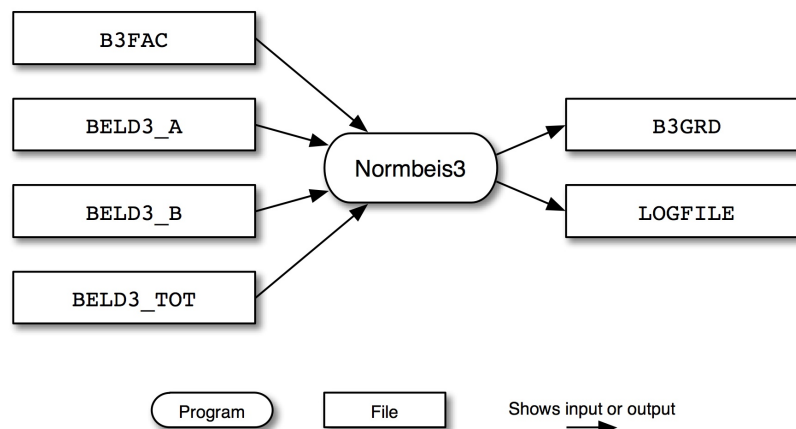 B3FAC
BELD3_A
BELD3_B
BELD3_TOT
Normbeis3
B3GRD
LOGFILE
Program
File
Shows input or output